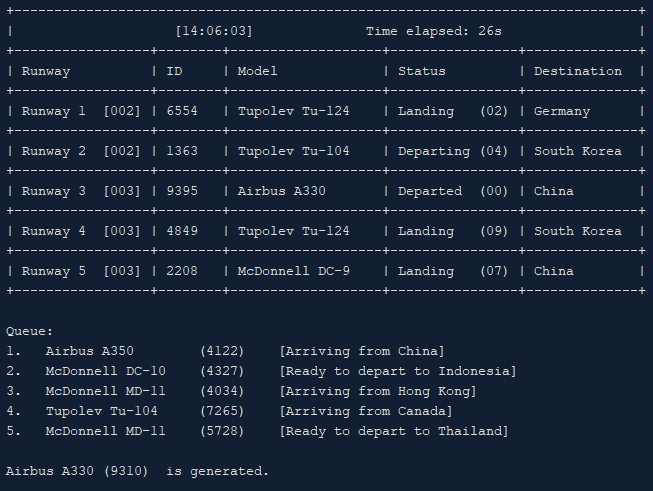 [14:06:03] Time elapsed: 26s
Runway | ID | Model | Status | Destination
Runway 1 [002] | 6554 | Tupolev Tu-124 | Landing (02) | Germany
Runway 2 [002] | 1363 | Tupolev Tu-104 | Departing (04) | South Korea
Runway 3 [003] | 9395 | Airbus A330 | Departed (00) | China
Runway 4 [003] | 4849 | Tupolev Tu-124 | Landing (09) | South Korea
Runway 5 [003] | 2208 | McDonnell DC-9 | Landing (07) | China
Queue:
1. Airbus A350 (4122) [Arriving from China]
2. McDonnell DC-10 (4327) [Ready to depart to Indonesia]
3. McDonnell MD-11 (4034) [Arriving from Hong Kong]
4. Tupolev Tu-104 (7265) [Arriving from Canada]
5. McDonnell MD-11 (5728) [Ready to depart to Thailand]
Airbus A330 (9310) is generated.